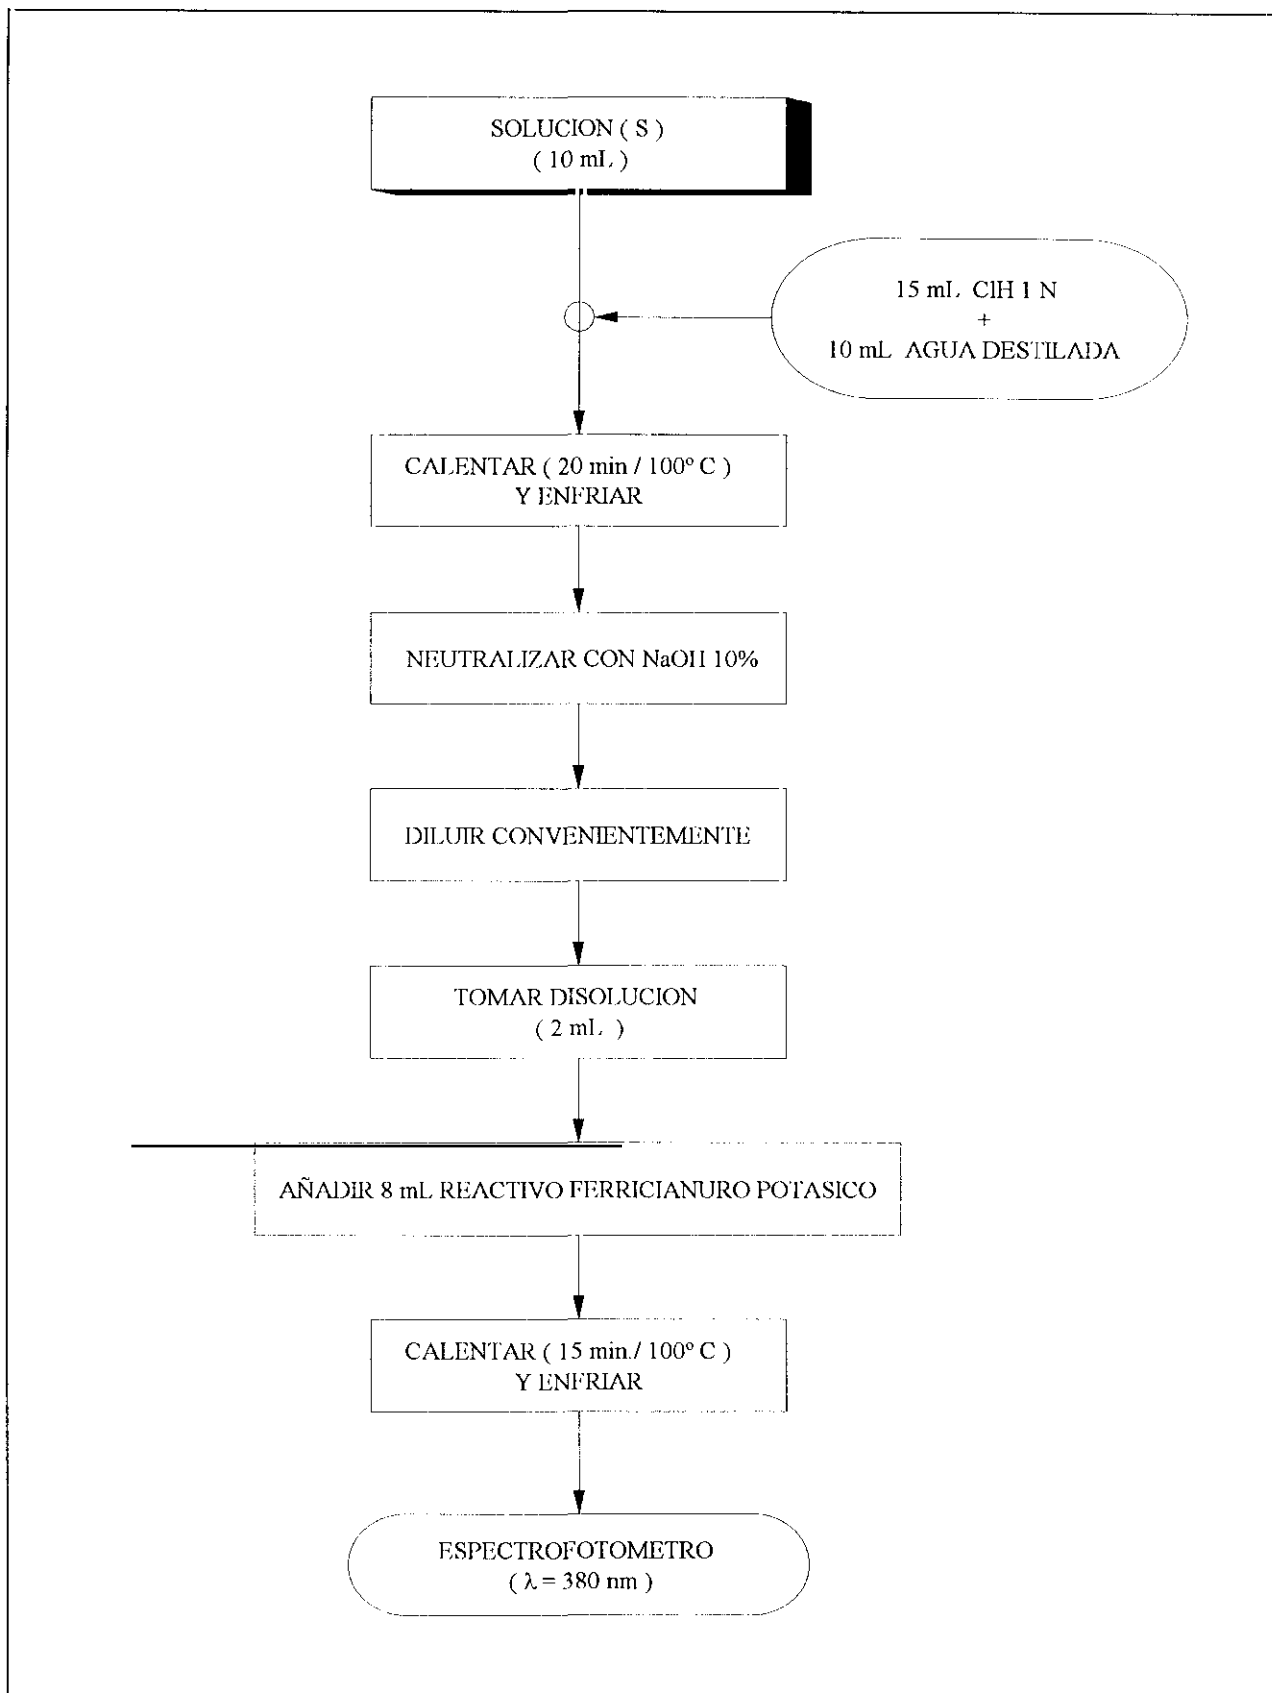 SOLUCION ( S )
( 10 mL )
15 mL ClH 1 N
+
10 mL AGUA DESTILADA
CALENTAR ( 20 min / 100º C )
Y ENFRIAR
NEUTRALIZAR CON NaOH 10%
DILUIR CONVENIENTEMENTE
TOMAR DISOLUCION
( 2 mL )
AÑADIR 8 mL REACTIVO FERRICIANURO POTASICO
CALENTAR ( 15 min./ 100º C )
Y ENFRIAR
ESPECTROFOTOMETRO
( λ = 380 nm )